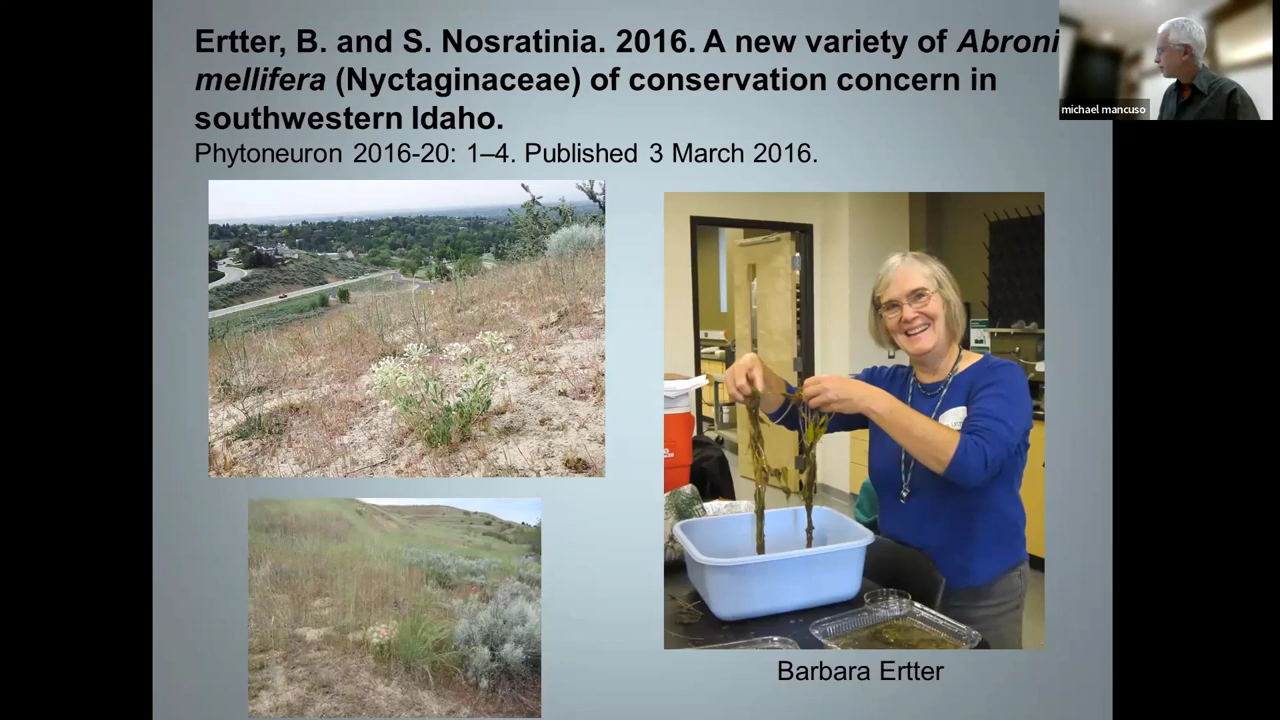 Ertter, B. and S. Nosratinia. 2016. A new variety of Abroni
mellifera (Nyctaginaceae) of conservation concern in
southwestern Idaho.
Phytoneuron 2016-20: 1–4. Published 3 March 2016.
michael mancuso
Barbara Ertter